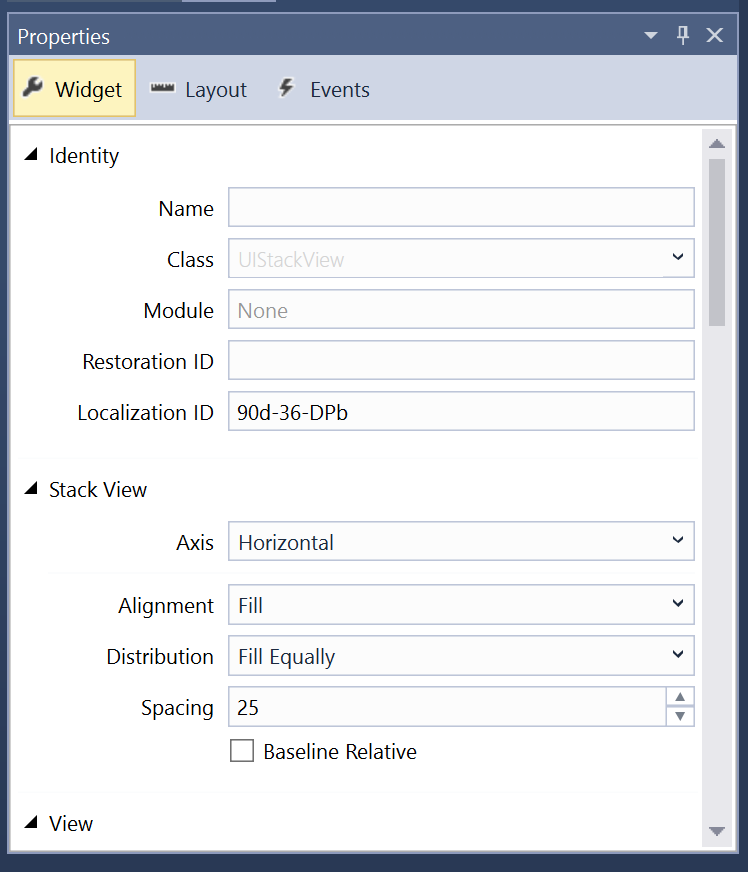 Properties
Widget Layout Events
Identity
Name
Class UIStackView
Module None
Restoration ID
Localization ID 90d-36-DPb
Stack View
Axis Horizontal
Alignment Fill
Distribution Fill Equally
Spacing 25
Baseline Relative
View